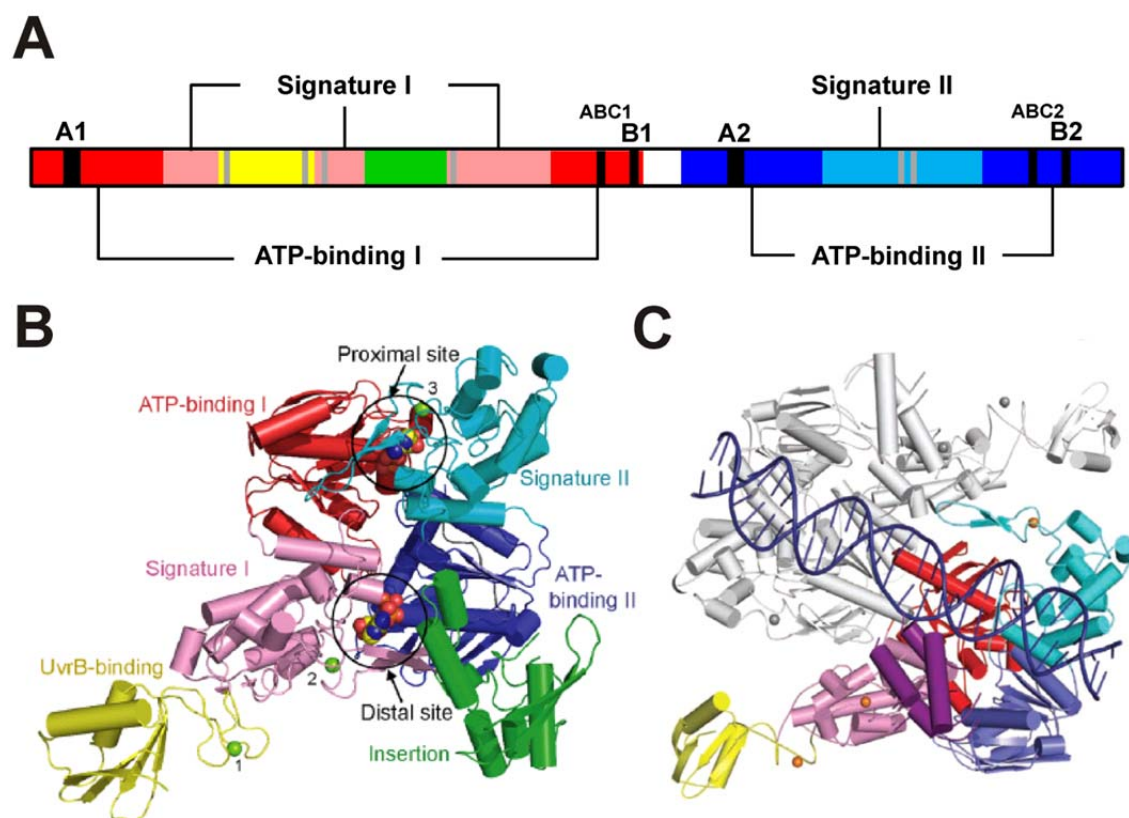 A
Signature I
Signature II
ABC1
ABC2
A1
B1
A2
B2
ATP-binding I
ATP-binding II
B
C
Proximal site
3
ATP-binding I
Signature II
Signature I
ATP-
binding II
UvrB-binding
2
1
Distal site
Insertion